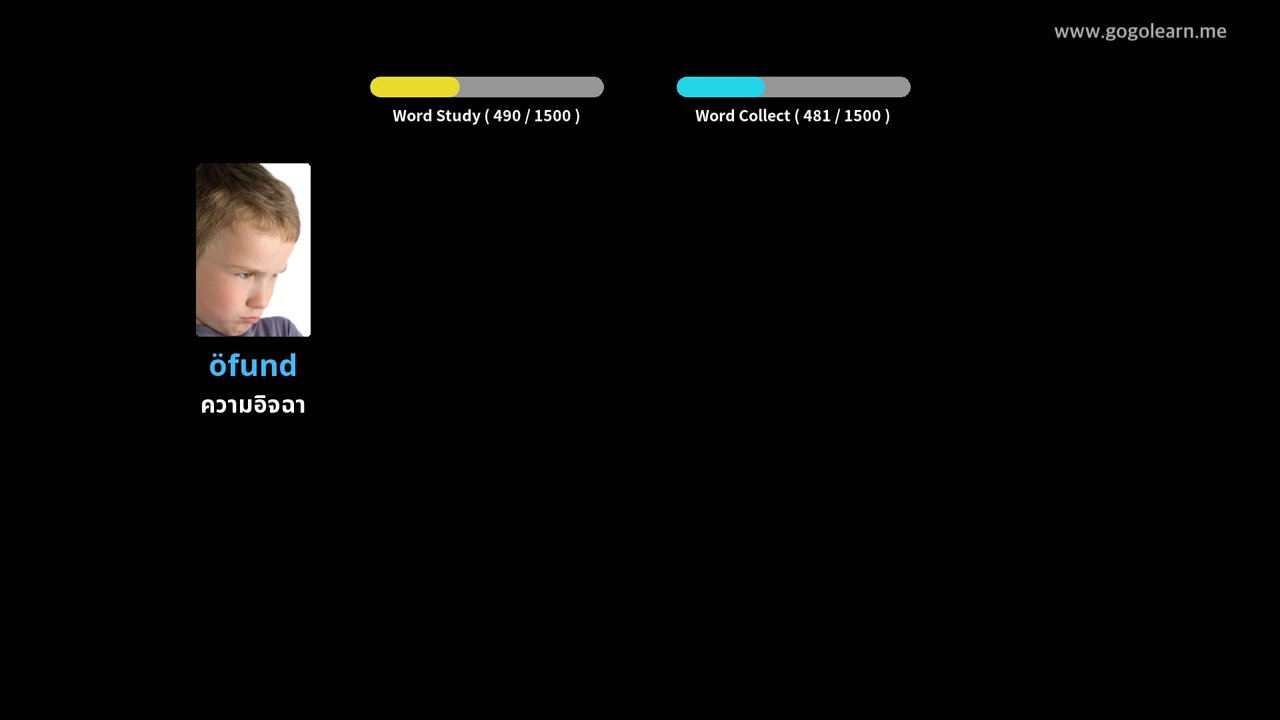 www.gogolearn.me
Word Study ( 490 / 1500 )
Word Collect ( 481 / 1500 )
öfund
ความอิจฉา